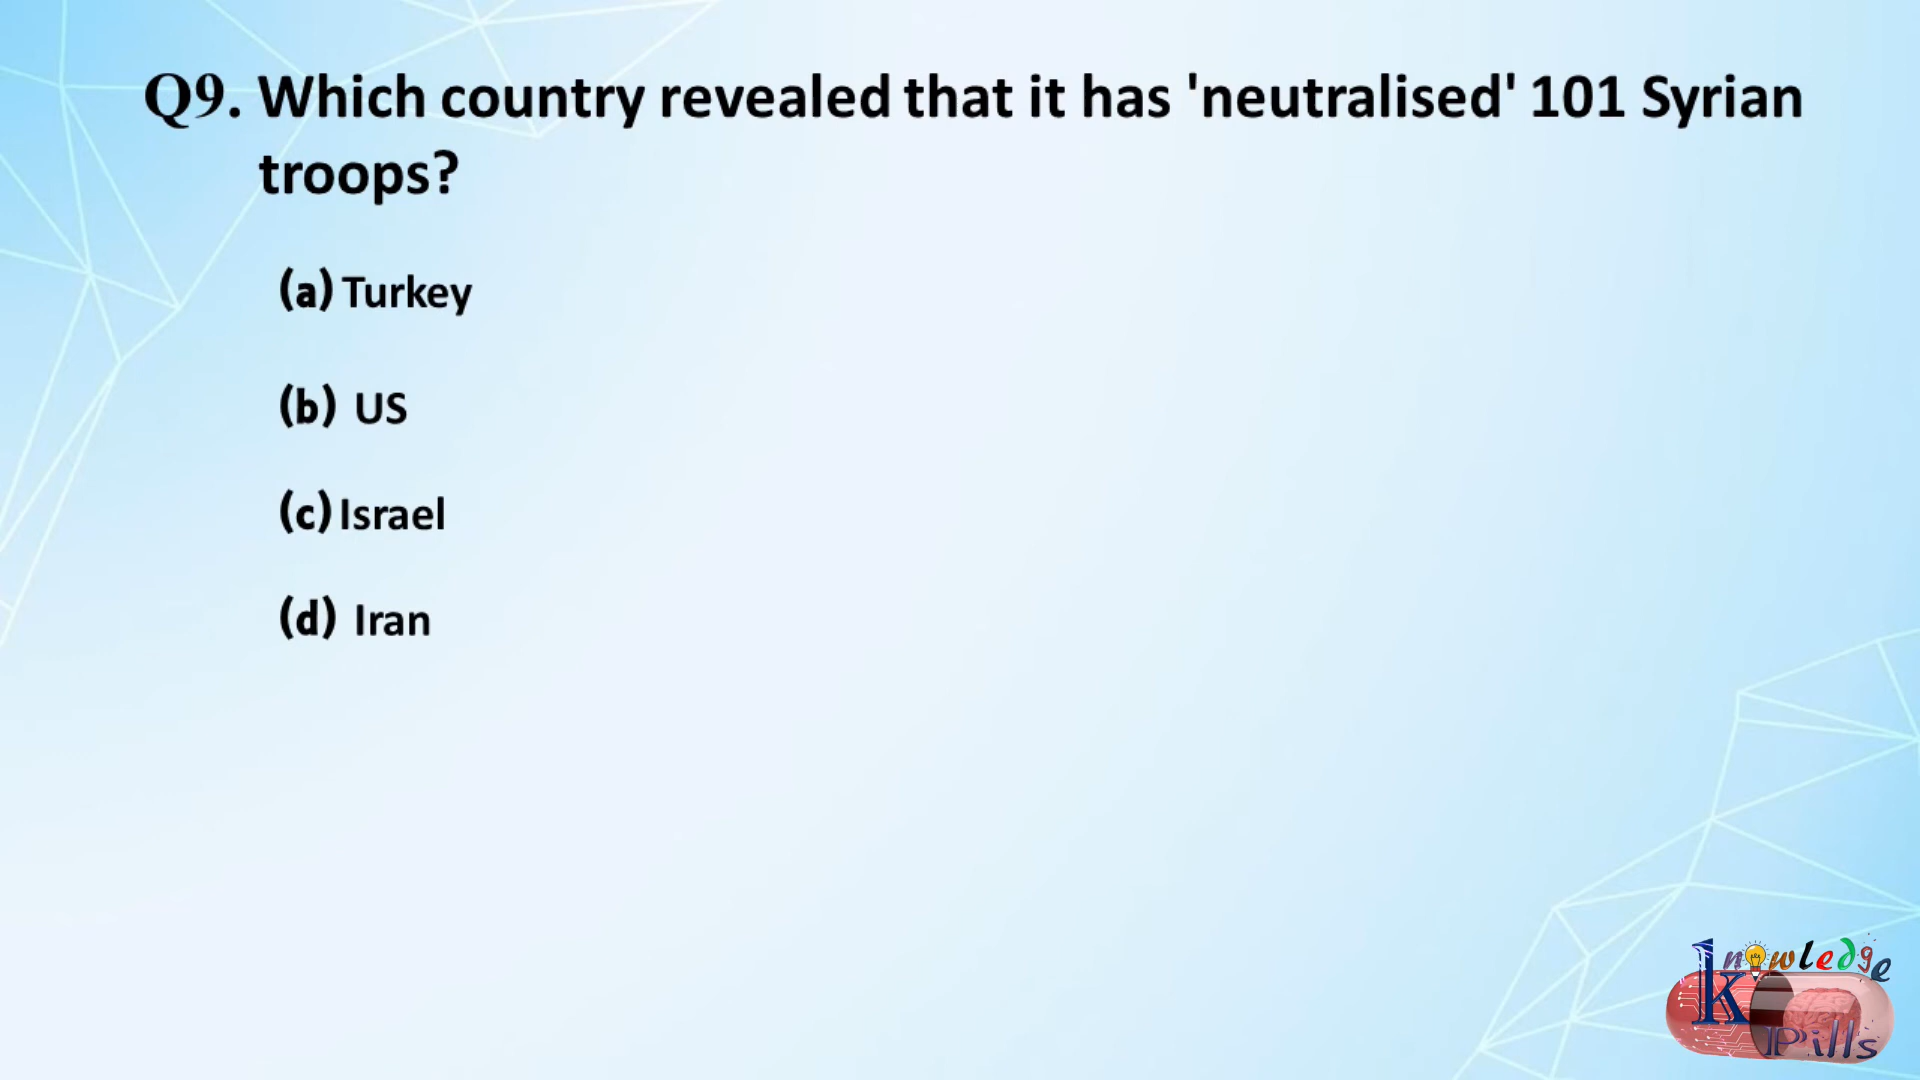 Q9. Which country revealed that it has 'neutralised' 101 Syrian
troops?
(a) Turkey
(b) US
(c) Israel
(d) Iran
Knowledge
Pills